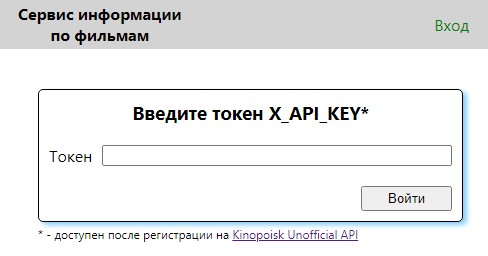 Сервис информации
по фильмам
Вход
Введите токен X_API_KEY*
Токен
Войти
* - доступен после регистрации на Kinopoisk Unofficial API